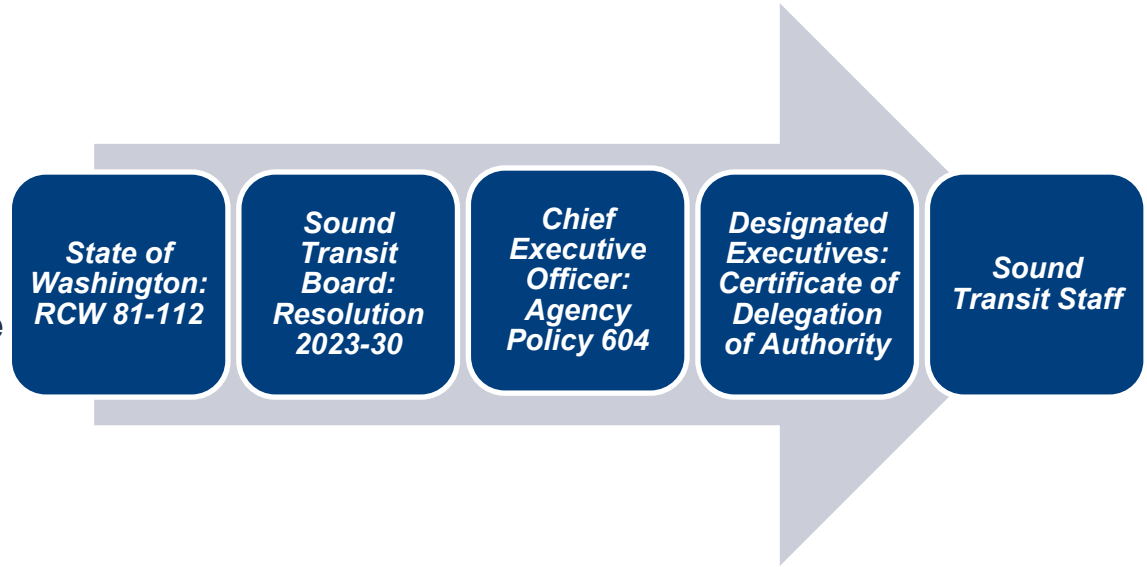 State of
Washington:
RCW 81-112
Sound
Transit
Board:
Resolution
2023-30
Chief
Executive
Officer:
Agency
Policy 604
Designated
Executives:
Certificate of
Delegation
of Authority
Sound
Transit Staff
e